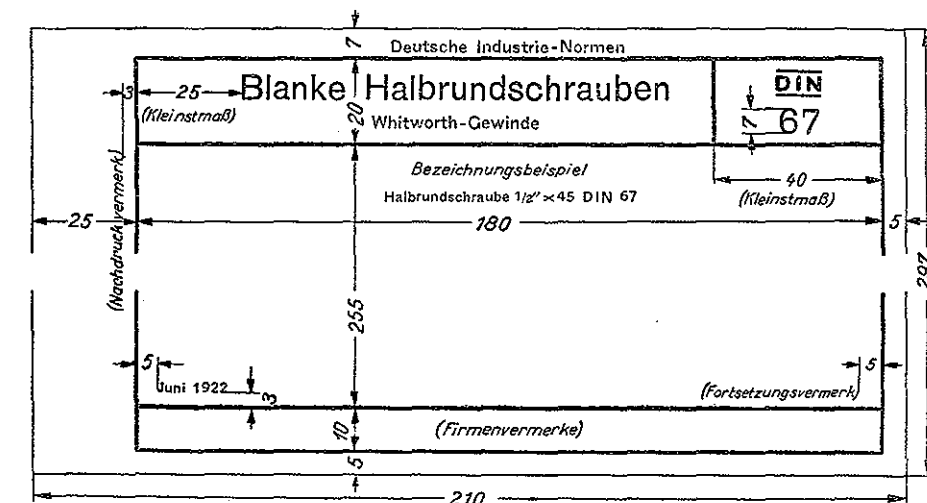 7
Deutsche Industrie-Normen
3 25 Blanke Halbrundschrauben DIN
(Kleinstmaß) 20 Whitworth-Gewinde 7 67
(Nachdruckvermerk)
Bezeichnungsbeispiel 40
Halbrundschraube 1/2"×45 DIN 67 (Kleinstmaß)
25 180 5
297
255
5 5
Juni 1922 3 (Fortsetzungsvermerk)
10 (Firmenvermerke)
5
210